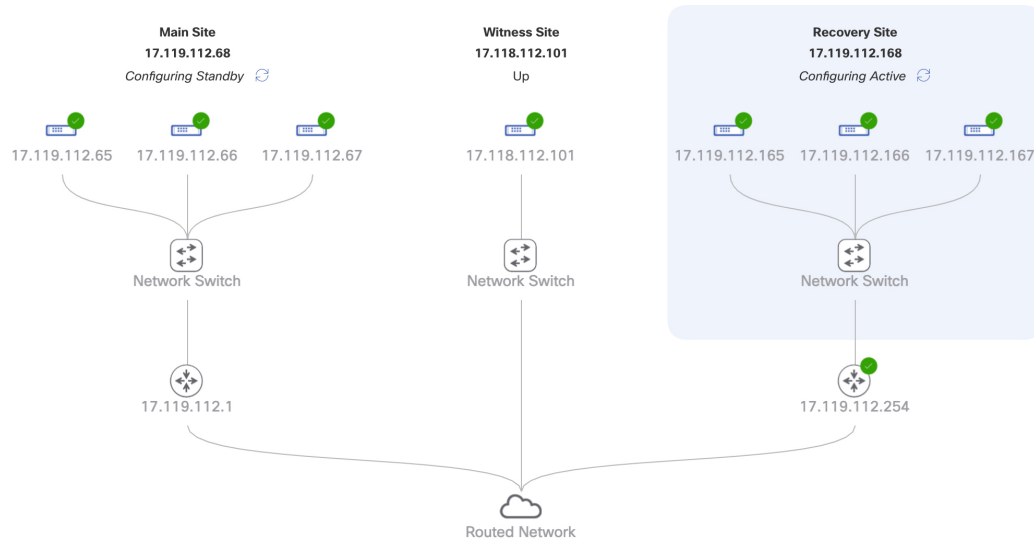 Main Site
17.119.112.68
Configuring Standby
Witness Site
17.118.112.101
Up
Recovery Site
17.119.112.168
Configuring Active
17.119.112.65
17.119.112.66
17.119.112.67
17.118.112.101
17.119.112.165
17.119.112.166
17.119.112.167
Network Switch
Network Switch
Network Switch
17.119.112.1
17.119.112.254
Routed Network